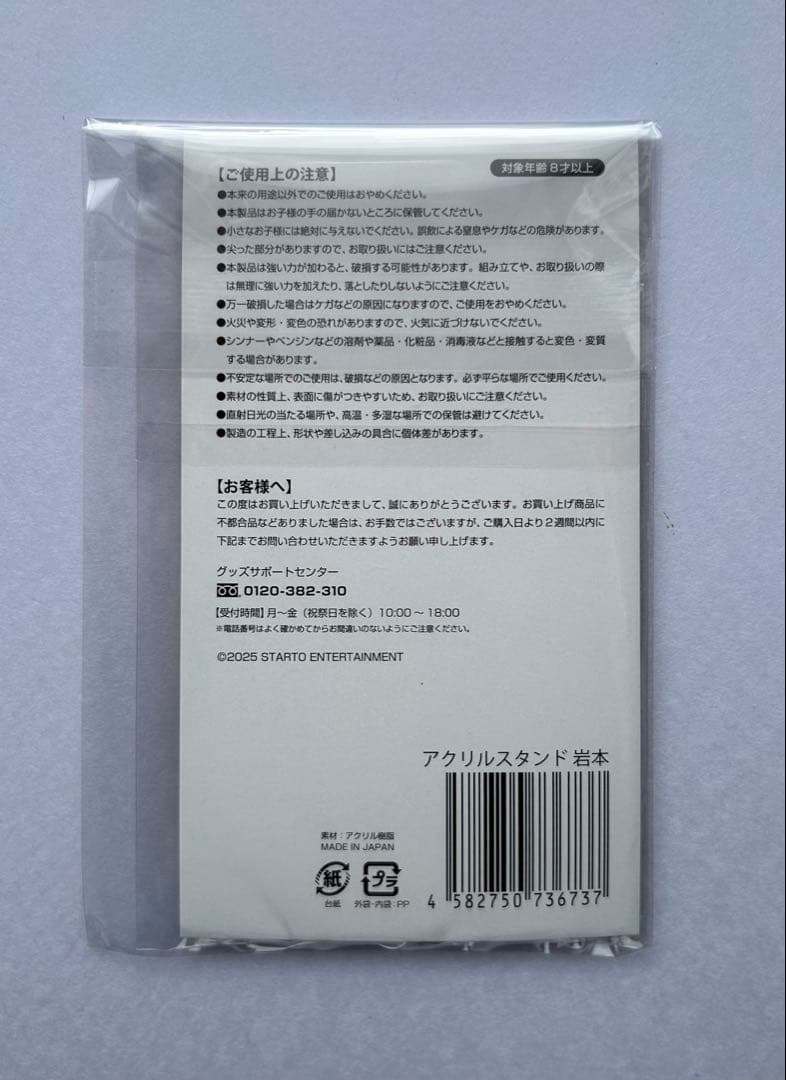 【ご使用上の注意】
対象年齢8才以上
●本来の用途以外でのご使用はおやめください。
●本製品はお子様の手の届かないところに保管してください。
●小さなお子様には絶対に与えないでください。誤飲による窒息やケガなどの危険があります。
●尖った部分がありますので、お取り扱いにはご注意ください。
●本製品は強い力が加わると、破損する可能性があります。組み立てや、お取り扱いの際
は無理に強い力を加えたり、落としたりしないようにご注意ください。
●万一破損した場合はケガなどの原因になりますので、ご使用をおやめください。
●火災や変形・変色の恐れがありますので、火気に近づけないでください。
●シンナーやベンジンなどの溶剤や薬品・化粧品・消毒液などと接触すると変色・変質
する場合があります。
●不安定な場所でのご使用は、破損などの原因となります。必ず平らな場所でご使用ください。
●素材の性質上、表面に傷がつきやすいため、お取り扱いにご注意ください。
●直射日光の当たる場所や、高温・多湿な場所での保管は避けてください。
●製造の工程上、形状や差し込みの具合に個体差があります。
【お客様へ】
この度はお買い上げいただきまして、誠にありがとうございます。お買い上げ商品に
不都合品などありました場合は、お手数ではございますが、ご購入日より2週間以内に
下記までお問い合わせいただきますようお願い申し上げます。
グッズサポートセンター
0120-382-310
【受付時間】月〜金（祝祭日を除く）10:00〜18:00
※電話番号はよく確かめてからお間違いのないようにご注意ください。
©2025 STARTO ENTERTAINMENT
アクリルスタンド 岩本
素材：アクリル樹脂
MADE IN JAPAN
紙
プラ
台紙
外袋・内袋：PP
4 582750 736737